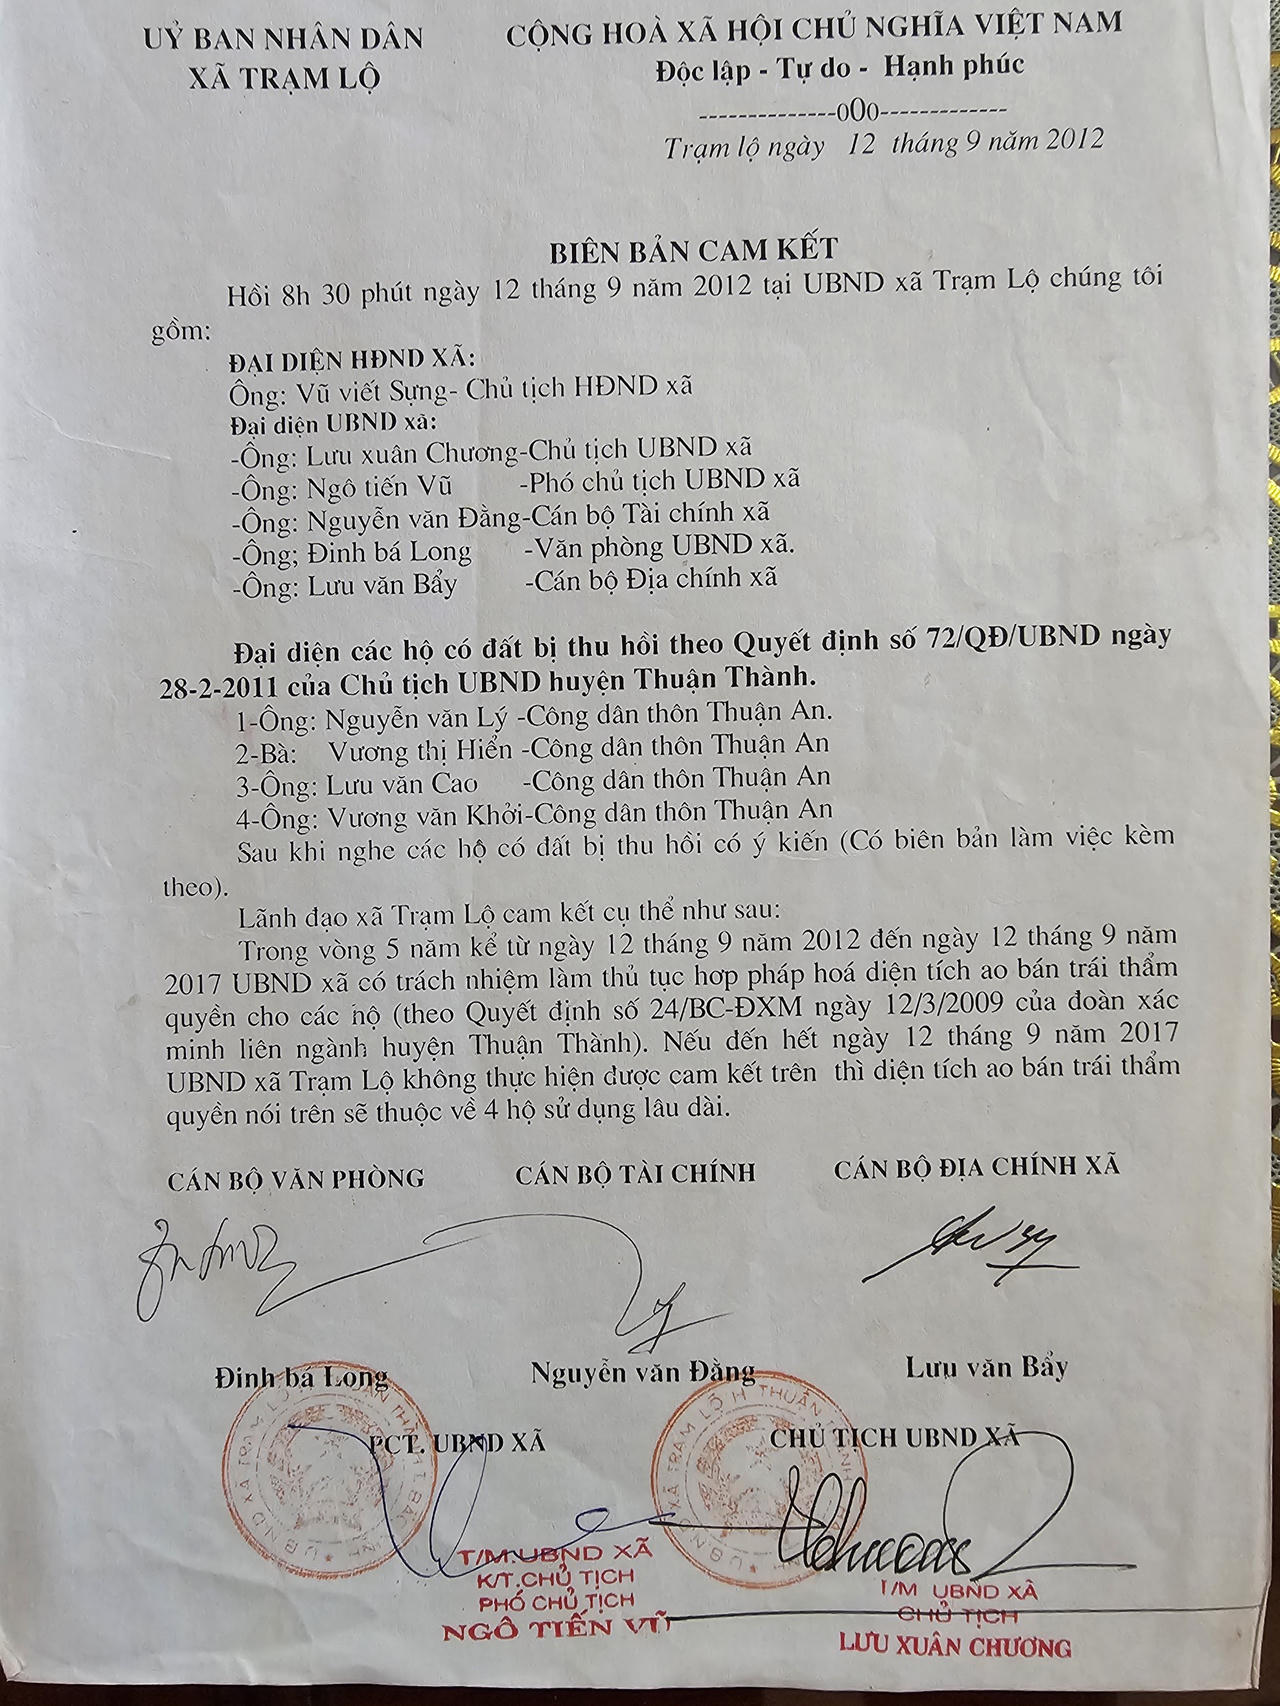 UỶ BAN NHÂN DÂN
XÃ TRẠM LỘ
CỘNG HOÀ XÃ HỘI CHỦ NGHĨA VIỆT NAM
Độc lập - Tự do - Hạnh phúc
--------------o0o-------------
Trạm lộ ngày 12 tháng 9 năm 2012
BIÊN BẢN CAM KẾT
Hồi 8h 30 phút ngày 12 tháng 9 năm 2012 tại UBND xã Trạm Lộ chúng tôi
gồm:
ĐẠI DIỆN HĐND XÃ:
Ông: Vũ viết Sựng- Chủ tịch HĐND xã
Đại diện UBND xã:
-Ông: Lưu xuân Chương-Chủ tịch UBND xã
-Ông: Ngô tiến Vũ -Phó chủ tịch UBND xã
-Ông: Nguyễn văn Đằng-Cán bộ Tài chính xã
-Ông; Đinh bá Long -Văn phòng UBND xã.
-Ông: Lưu văn Bẩy -Cán bộ Địa chính xã
Đại diện các hộ có đất bị thu hồi theo Quyết định số 72/QĐ/UBND ngày
28-2-2011 của Chủ tịch UBND huyện Thuận Thành.
1-Ông: Nguyễn văn Lý -Công dân thôn Thuận An.
2-Bà: Vương thị Hiển -Công dân thôn Thuận An
3-Ông: Lưu văn Cao -Công dân thôn Thuận An
4-Ông: Vương văn Khởi-Công dân thôn Thuận An
Sau khi nghe các hộ có đất bị thu hồi có ý kiến (Có biên bản làm việc kèm
theo).
Lãnh đạo xã Trạm Lộ cam kết cụ thể như sau:
Trong vòng 5 năm kể từ ngày 12 tháng 9 năm 2012 đến ngày 12 tháng 9 năm
2017 UBND xã có trách nhiệm làm thủ tục hơp pháp hoá diện tích ao bán trái thẩm
quyền cho các hộ (theo Quyết định số 24/BC-ĐXM ngày 12/3/2009 của đoàn xác
minh liên ngành huyện Thuận Thành). Nếu đến hết ngày 12 tháng 9 năm 2017
UBND xã Trạm Lộ không thực hiện được cam kết trên thì diện tích ao bán trái thẩm
quyền nói trên sẽ thuộc về 4 hộ sử dụng lâu dài.
CÁN BỘ VĂN PHÒNG CÁN BỘ TÀI CHÍNH CÁN BỘ ĐỊA CHÍNH XÃ
Đinh bá Long Nguyễn văn Đằng Lưu văn Bẩy
PCT. UBND XÃ CHỦ TỊCH UBND XÃ
T/M.UBND XÃ
K/T.CHỦ TỊCH
PHÓ CHỦ TỊCH
NGÔ TIẾN VŨ
T/M UBND XÃ
CHỦ TỊCH
LƯU XUÂN CHƯƠNG